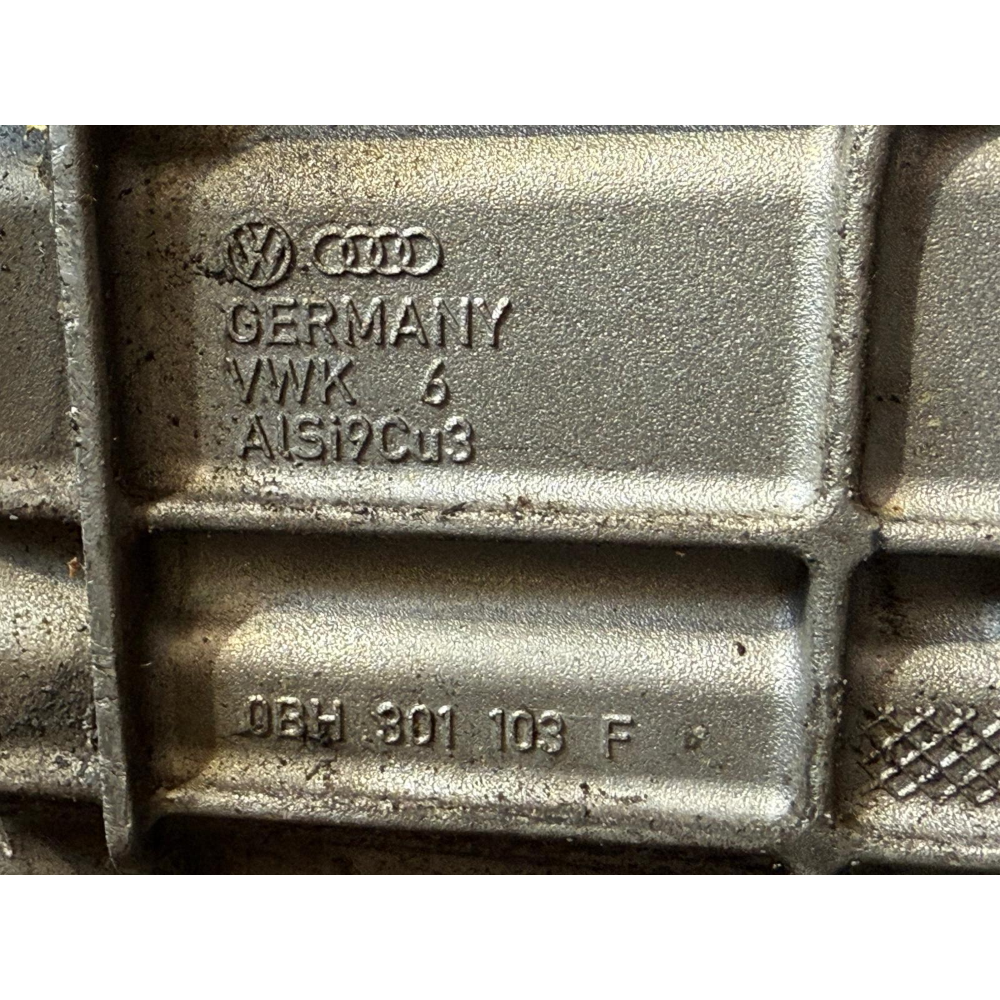 GERMANY
VWK 6
AlSi9Cu3
0BH 301 103 F